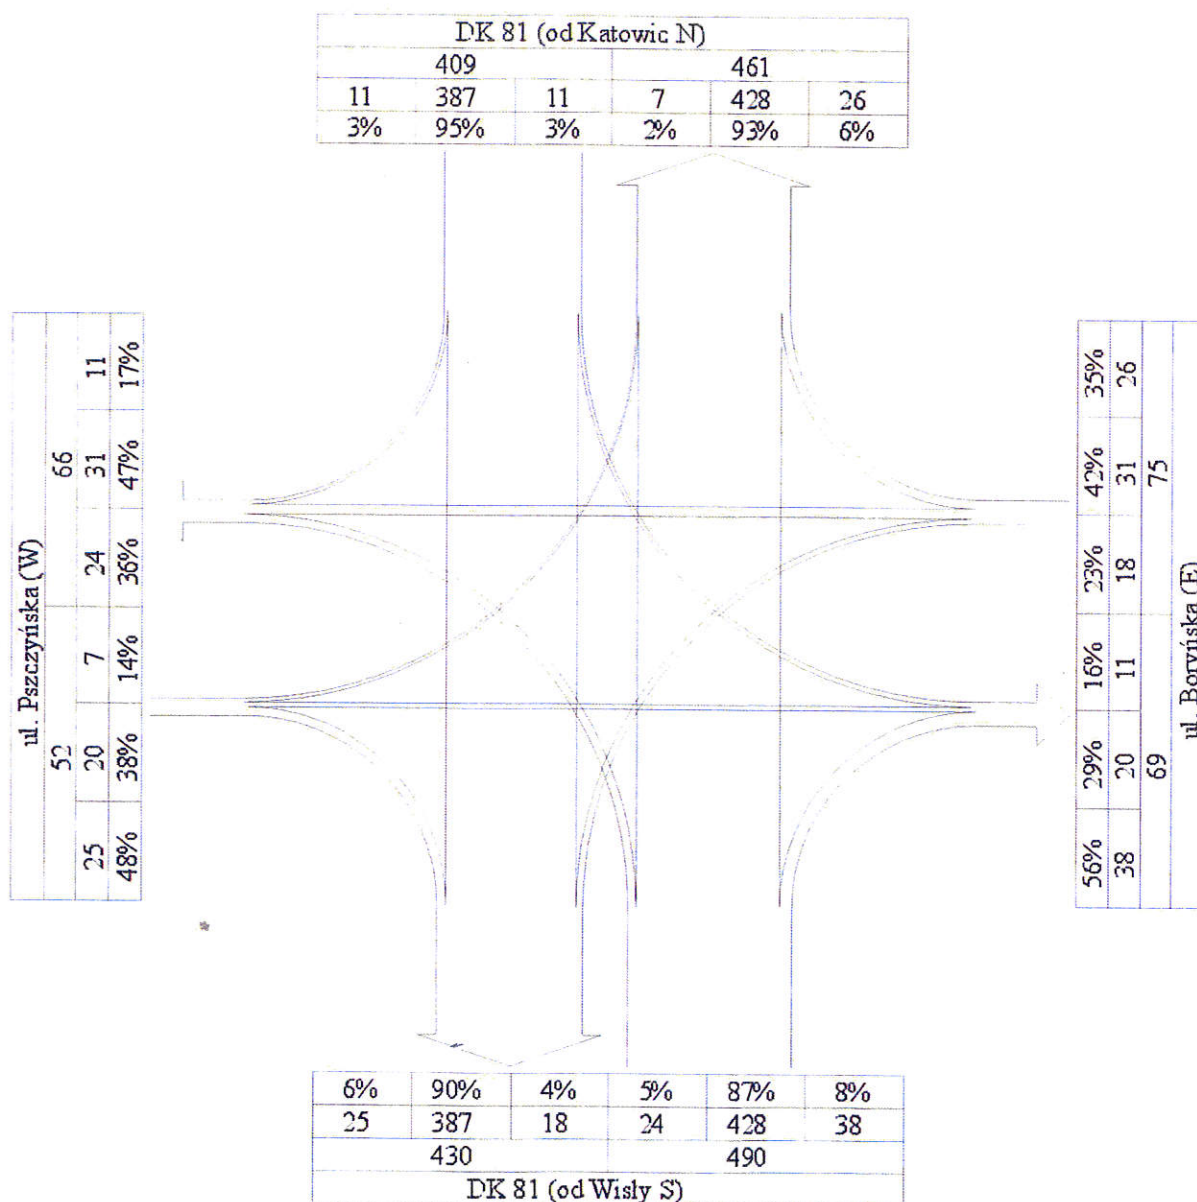 DK 81 (od Katowic N)
409 461
11 387 11 7 428 26
3% 95% 3% 2% 93% 6%
ul. Pszczyńska (W)
66 52
11 31 24 7 20 25
17% 47% 36% 14% 38% 48%
35% 42% 23% 16% 29% 56%
26 31 18 11 20 38
75 69
ul. Boryńska (E)
6% 90% 4% 5% 87% 8%
25 387 18 24 428 38
430 490
DK 81 (od Wisły S)